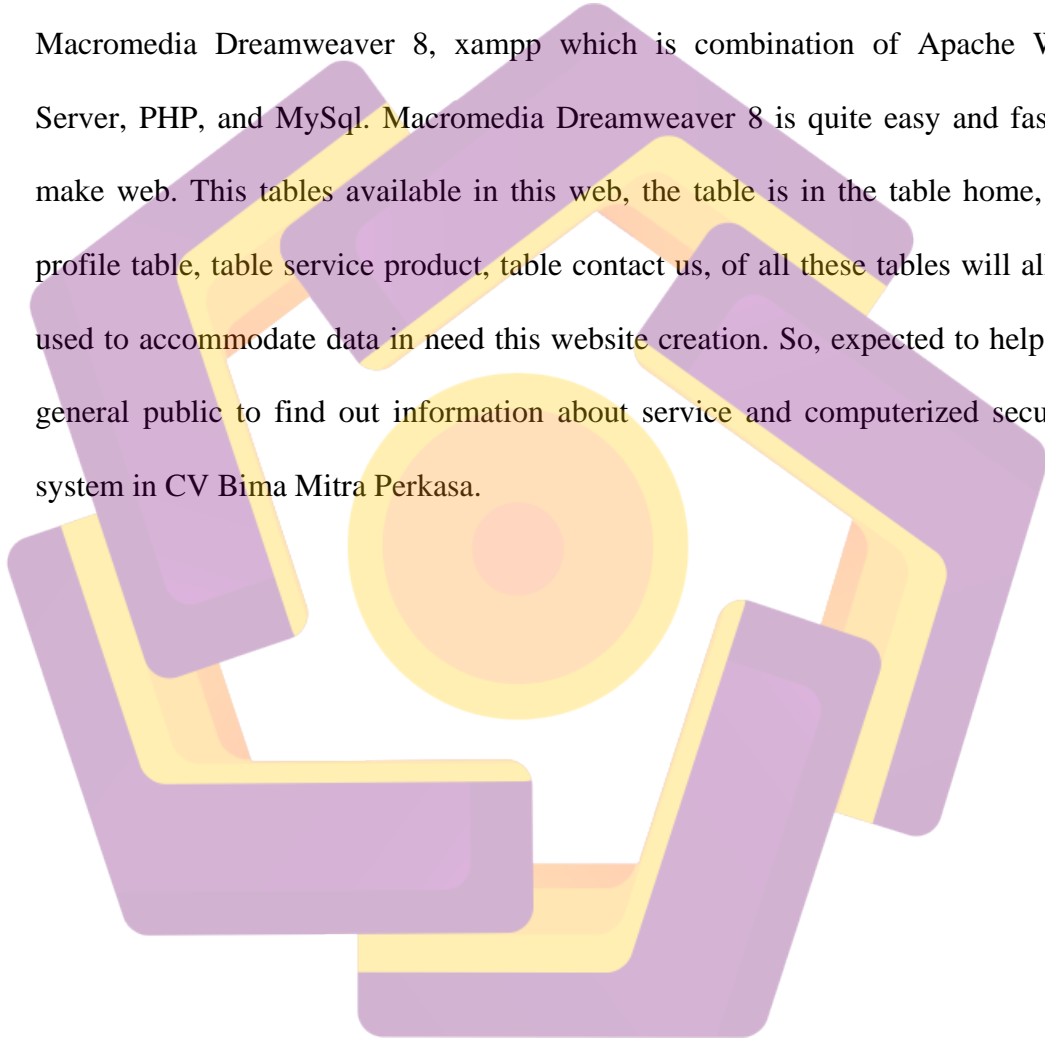 Macromedia Dreamweaver 8, xampp which is combination of Apache
Server, PHP, and MySql. Macromedia Dreamweaver 8 is quite easy and
make web. This tables available in this web, the table is in the table home,
profile table, table service product, table contact us, of all these tables will
used to accommodate data in need this website creation. So, expected to help
general public to find out information about service and computerized
system in CV Bima Mitra Perkasa.